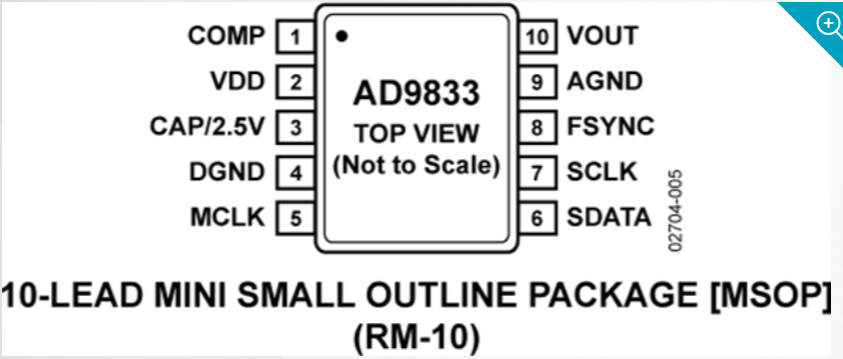 COMP 1
VDD 2
CAP/2.5V 3
DGND 4
MCLK 5
AD9833
TOP VIEW
(Not to Scale)
10 VOUT
9 AGND
8 FSYNC
7 SCLK
6 SDATA
02704-005
10-LEAD MINI SMALL OUTLINE PACKAGE [MSOP]
(RM-10)